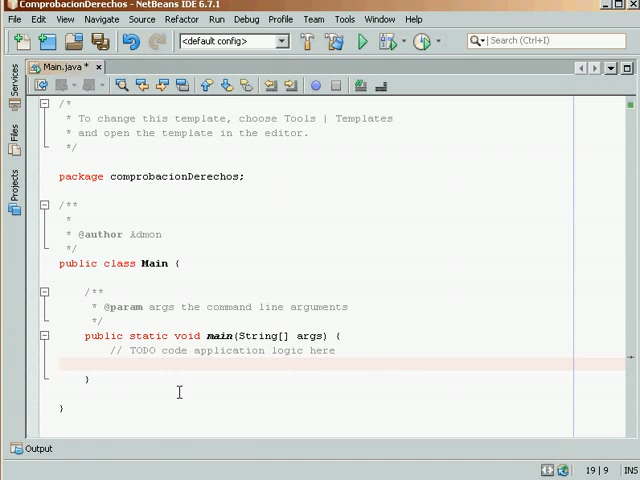 ComprobacionDerechos - NetBeans IDE 6.7.1
File Edit View Navigate Source Refactor Run Debug Profile Team Tools Window Help
<default config>
Search (Ctrl+I)
Main.java *
Services
Files
Projects
/*
* To change this template, choose Tools | Templates
* and open the template in the editor.
*/
package comprobacionDerechos;
/**
*
* @author Admon
*/
public class Main {
/**
* @param args the command line arguments
*/
public static void main(String[] args) {
// TODO code application logic here
}
}
Output
19 | 9 INS